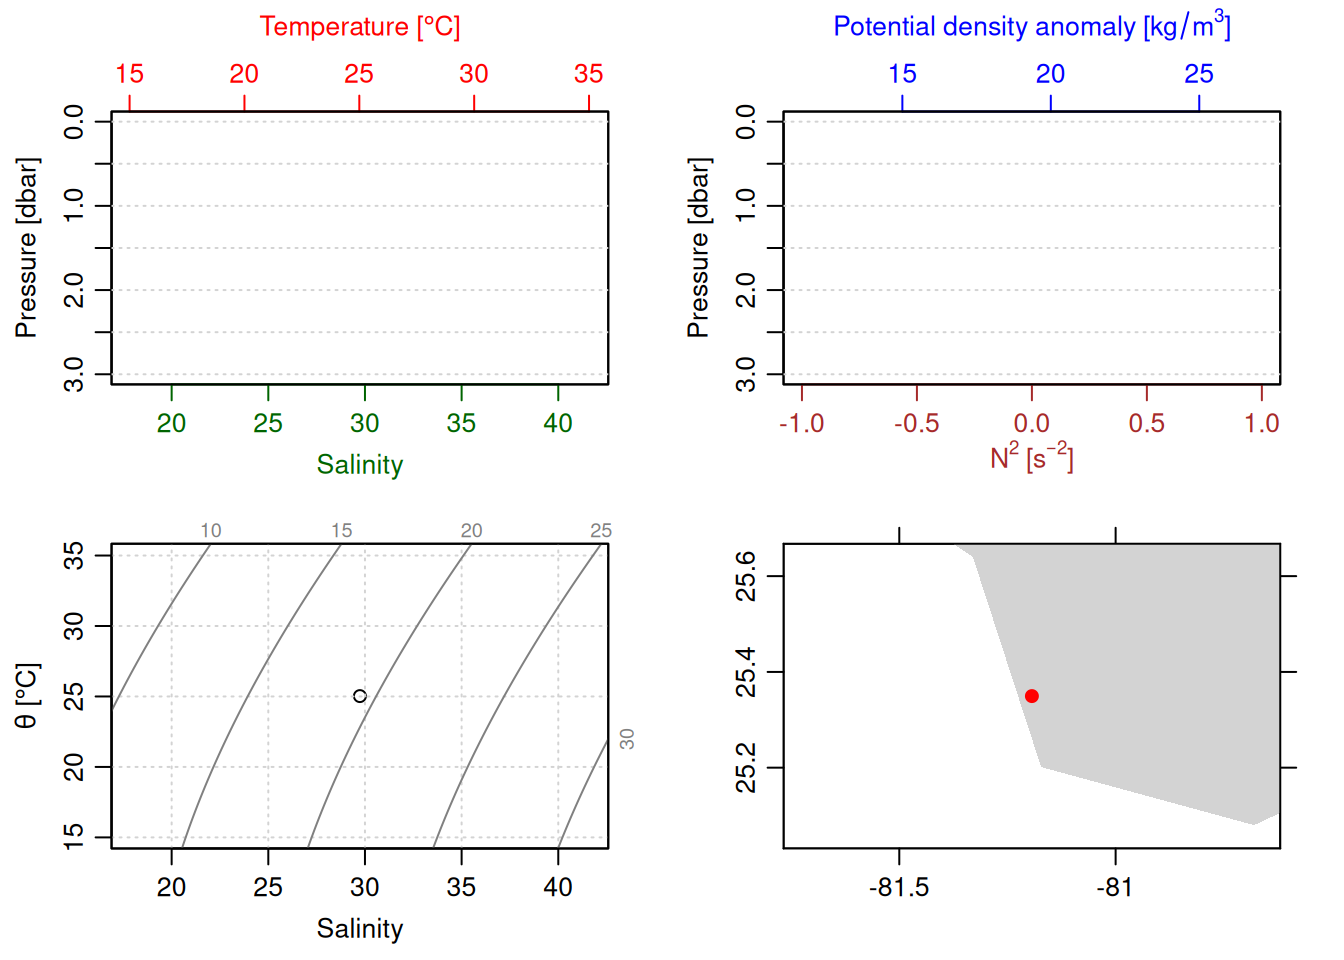 Temperature [°C]
15 20 25 30 35
0.0
1.0
2.0
3.0
Pressure [dbar]
20 25 30 35 40
Salinity
Potential density anomaly [kg/m³]
15 20 25
0.0
1.0
2.0
3.0
Pressure [dbar]
-1.0 -0.5 0.0 0.5 1.0
N² [s⁻²]
10 15 20 25
30
35
30
25
20
15
θ [°C]
20 25 30 35 40
Salinity
25.6
25.4
25.2
-81.5 -81